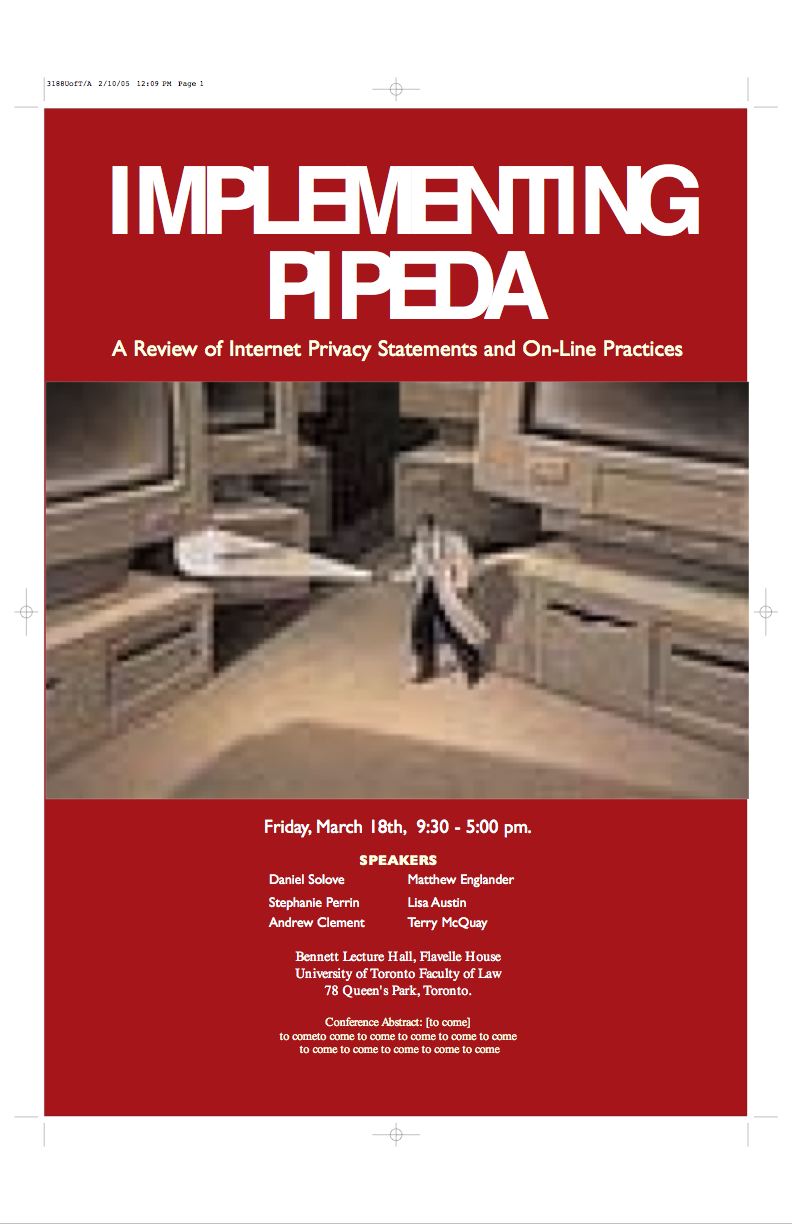 3188UofT/A 2/10/05 12:09 PM Page 1
IMPLEMENTING
PIPEDA
A Review of Internet Privacy Statements and On-Line Practices
Friday, March 18th, 9:30 - 5:00 pm.
SPEAKERS
Daniel Solove Matthew Englander
Stephanie Perrin Lisa Austin
Andrew Clement Terry McQuay
Bennett Lecture Hall, Flavelle House
University of Toronto Faculty of Law
78 Queen's Park, Toronto.
Conference Abstract: [to come]
to cometo come to come to come to come to come
to come to come to come to come to come